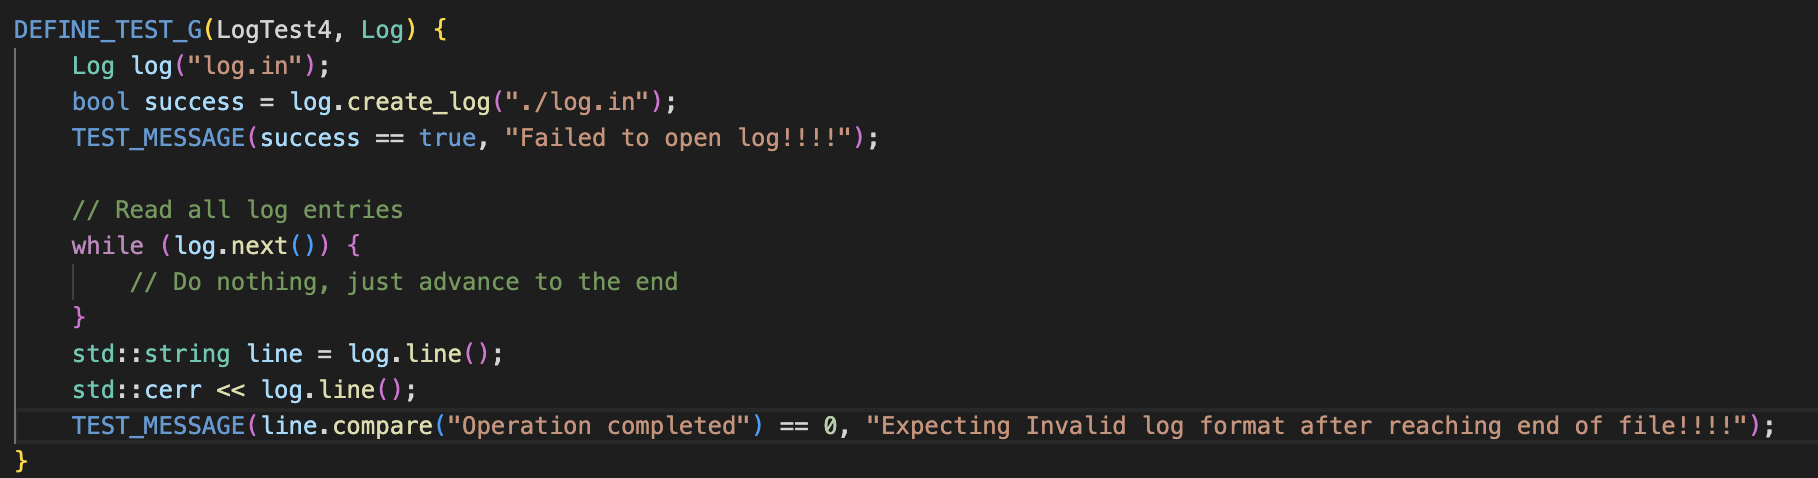 DEFINE_TEST_G(LogTest4, Log) {
    Log log("log.in");
    bool success = log.create_log("./log.in");
    TEST_MESSAGE(success == true, "Failed to open log!!!!");

    // Read all log entries
    while (log.next()) {
        // Do nothing, just advance to the end
    }
    std::string line = log.line();
    std::cerr << log.line();
    TEST_MESSAGE(line.compare("Operation completed") == 0, "Expecting Invalid log format after reaching end of file!!!!");
}